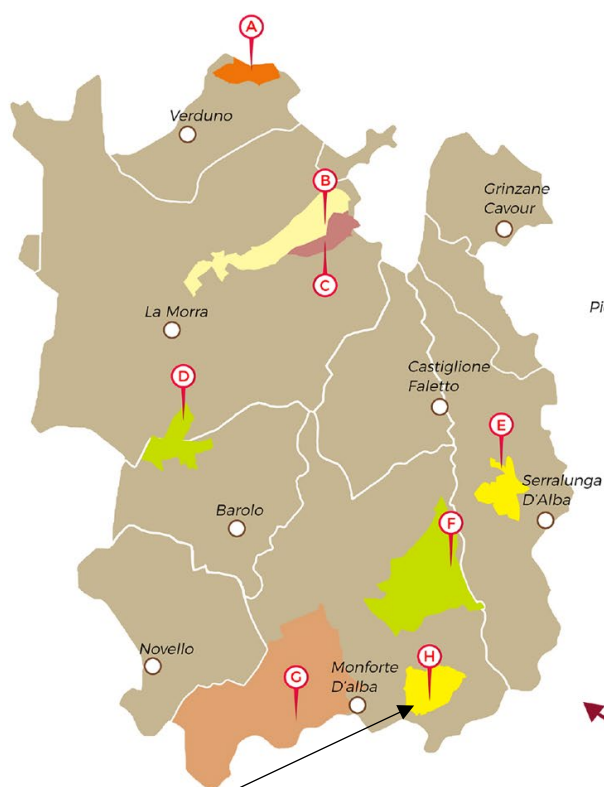 A
Verduno
B
Grinzane
Cavour
C
La Morra
Pi
D
Castiglione
Faletto
E
Serralunga
D'Alba
Barolo
F
Novello
G
Monforte
D'alba
H